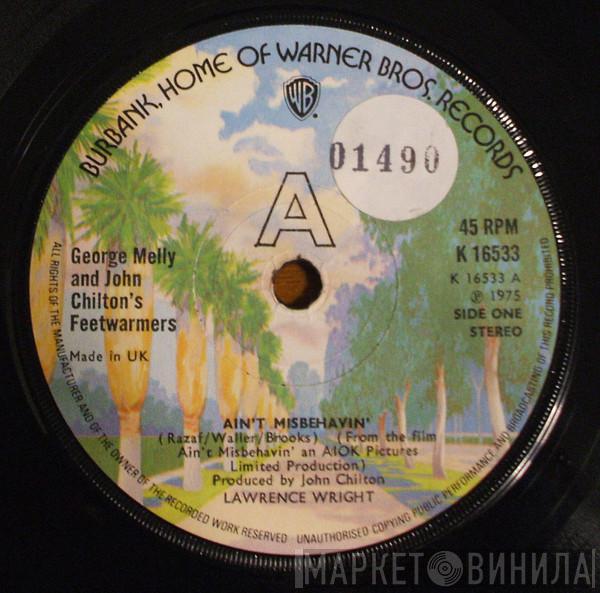 BURBANK, HOME OF WARNER BROS. RECORDS
WB
01490
A
George Melly
and John
Chilton's
Feetwarmers
Made in UK
45 RPM
K 16533
K 16533 A
℗ 1975
SIDE ONE
STEREO
AIN'T MISBEHAVIN'
(Razaf/Waller/Brooks) (From the film
Ain't Misbehavin' an A1OK Pictures
Limited Production)
Produced by John Chilton
LAWRENCE WRIGHT
ALL RIGHTS OF THE MANUFACTURER AND OF THE OWNER OF THE RECORDED WORK RESERVED UNAUTHORISED COPYING PUBLIC PERFORMANCE AND BROADCASTING OF THIS RECORD PROHIBITED
МАРКЕТ ВИНИЛА